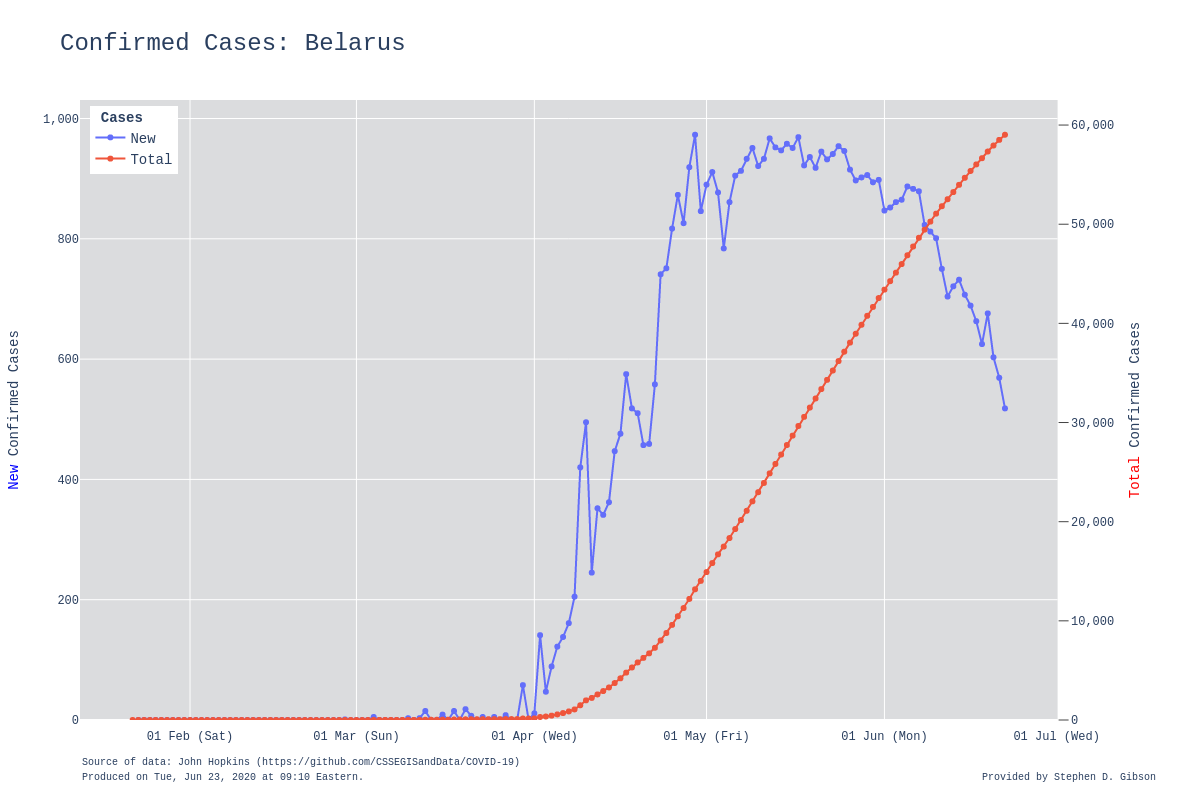 Confirmed Cases: Belarus
Cases
New
Total
1,000
800
600
400
200
0
New Confirmed Cases
60,000
50,000
40,000
30,000
20,000
10,000
0
Total Confirmed Cases
01 Feb (Sat)
01 Mar (Sun)
01 Apr (Wed)
01 May (Fri)
01 Jun (Mon)
01 Jul (Wed)
Source of data: John Hopkins (https://github.com/CSSEGISandData/COVID-19)
Produced on Tue, Jun 23, 2020 at 09:10 Eastern.
Provided by Stephen D. Gibson